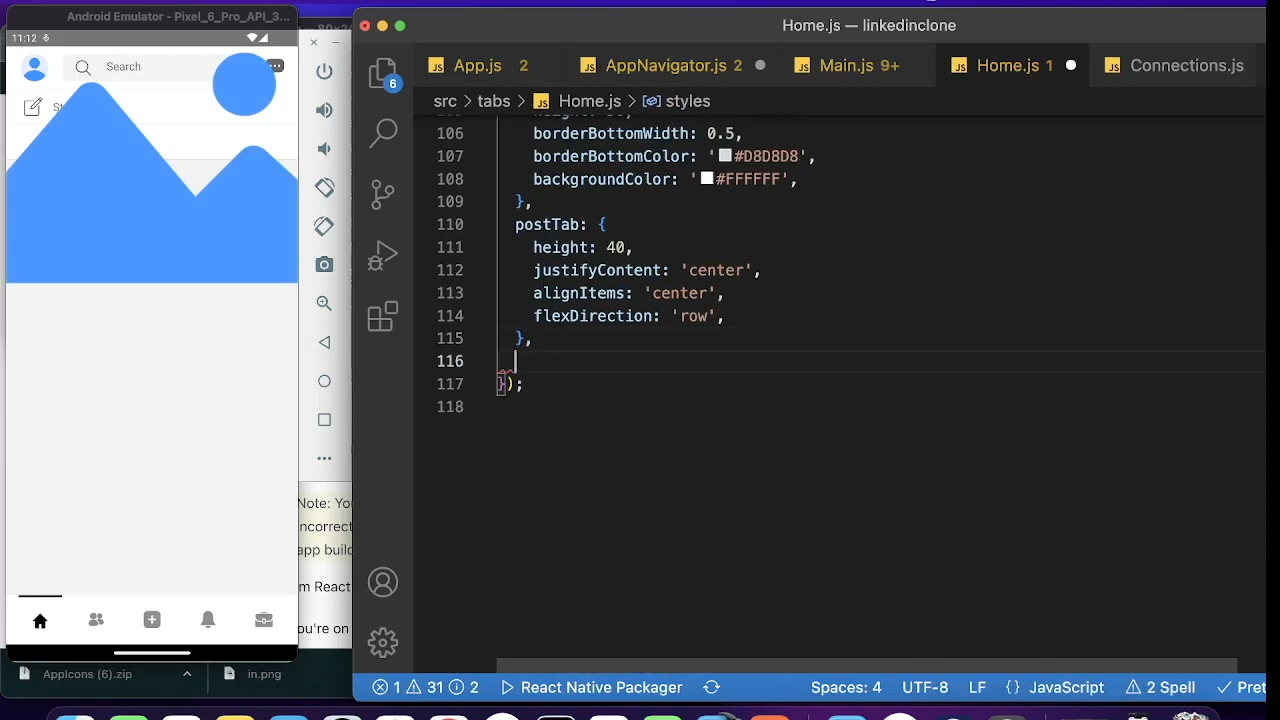 Android Emulator - Pixel_6_Pro_API_3...
11:12
Search
St
Home.js — linkedinclone
App.js 2
AppNavigator.js 2
Main.js 9+
Home.js 1
Connections.js
6
src > tabs > Home.js > styles
106 borderBottomWidth: 0.5,
107 borderBottomColor: '#D8D8D8',
108 backgroundColor: '#FFFFFF',
109 },
110 postTab: {
111 height: 40,
112 justifyContent: 'center',
113 alignItems: 'center',
114 flexDirection: 'row',
115 },
116
117 });
118
Note: Yo
incorrect
app build
m React
ou're on
AppIcons (6).zip
in.png
1 31 2
React Native Packager
Spaces: 4
UTF-8
LF
{} JavaScript
2 Spell
Pret